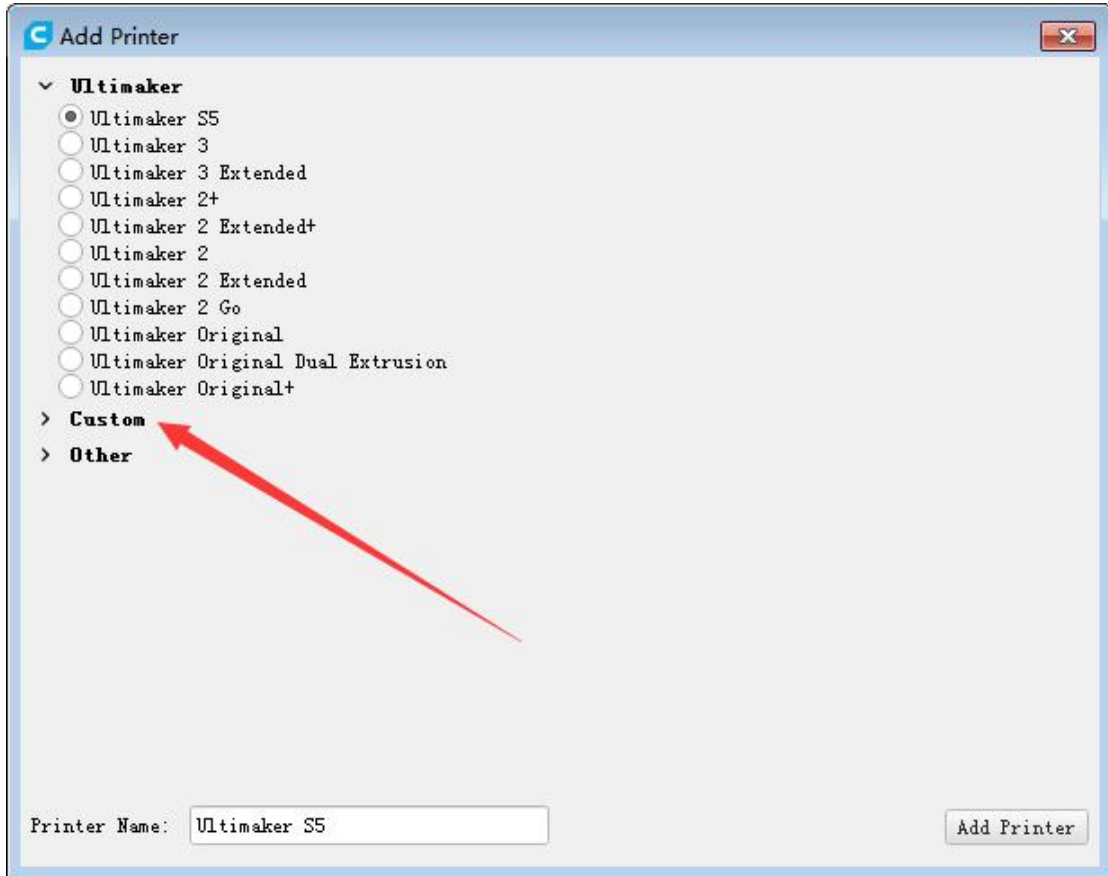 Add Printer
Ultimaker
Ultimaker S5
Ultimaker 3
Ultimaker 3 Extended
Ultimaker 2+
Ultimaker 2 Extended+
Ultimaker 2
Ultimaker 2 Extended
Ultimaker 2 Go
Ultimaker Original
Ultimaker Original Dual Extrusion
Ultimaker Original+
Custom
Other
Printer Name: Ultimaker S5 Add Printer